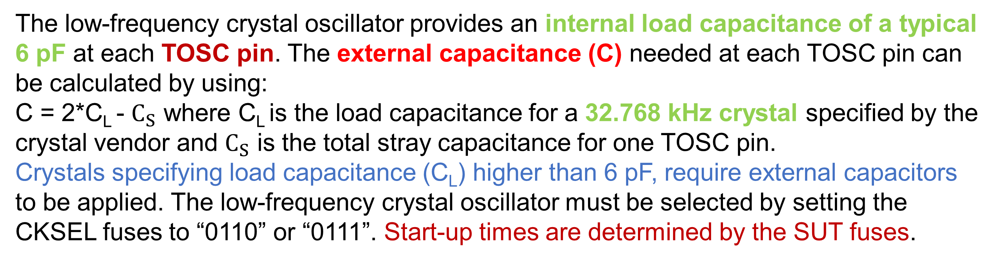 The low-frequency crystal oscillator provides an internal load capacitance of a typical
6 pF at each TOSC pin. The external capacitance (C) needed at each TOSC pin can
be calculated by using:
C = 2*CL - CS where CL is the load capacitance for a 32.768 kHz crystal specified by the
crystal vendor and CS is the total stray capacitance for one TOSC pin.
Crystals specifying load capacitance (CL) higher than 6 pF, require external capacitors
to be applied. The low-frequency crystal oscillator must be selected by setting the
CKSEL fuses to “0110” or “0111”. Start-up times are determined by the SUT fuses.